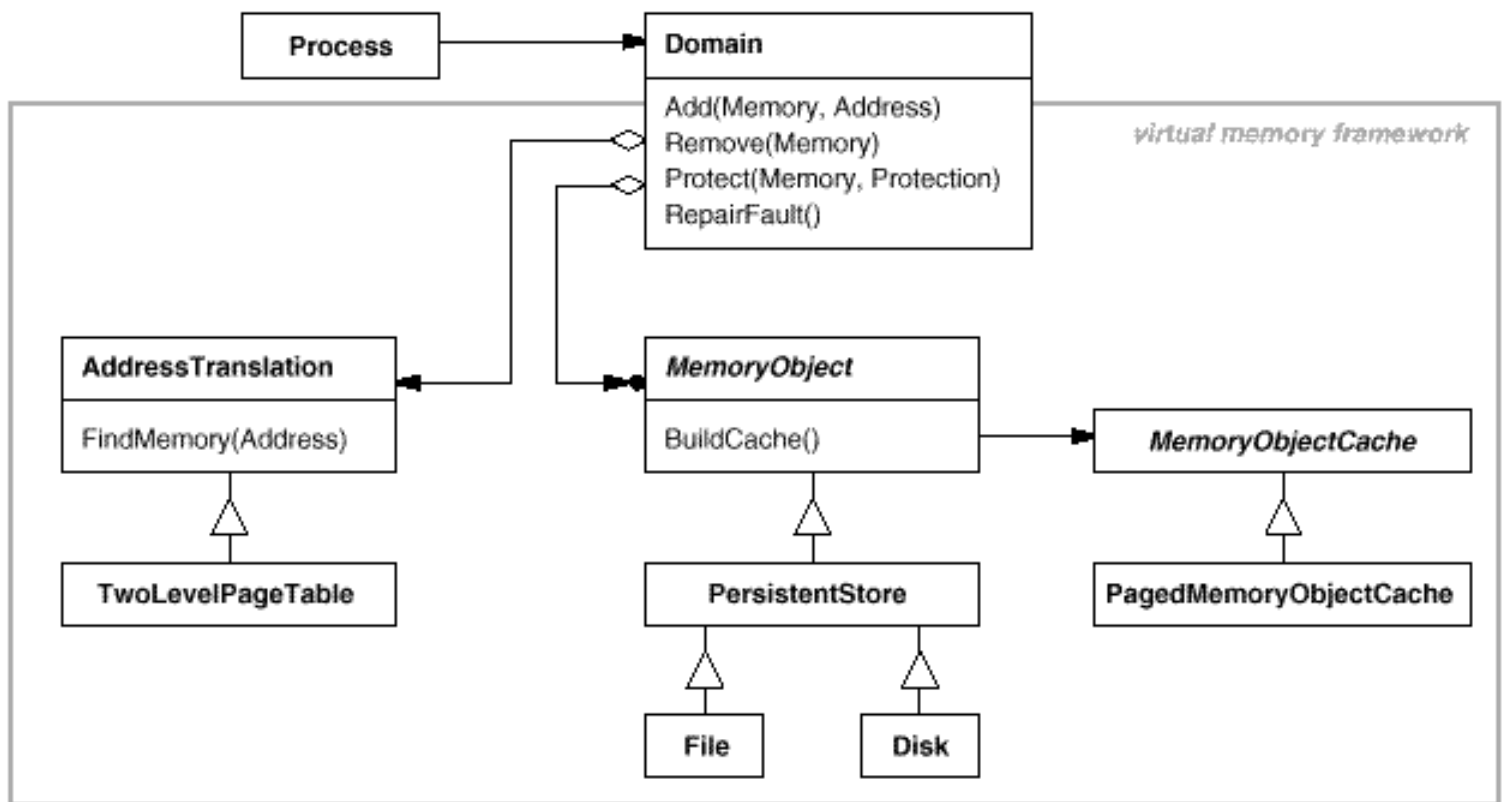 Process
Domain
Add(Memory, Address)
Remove(Memory)
Protect(Memory, Protection)
RepairFault()
virtual memory framework
AddressTranslation
FindMemory(Address)
MemoryObject
BuildCache()
MemoryObjectCache
TwoLevelPageTable
PersistentStore
PagedMemoryObjectCache
File
Disk